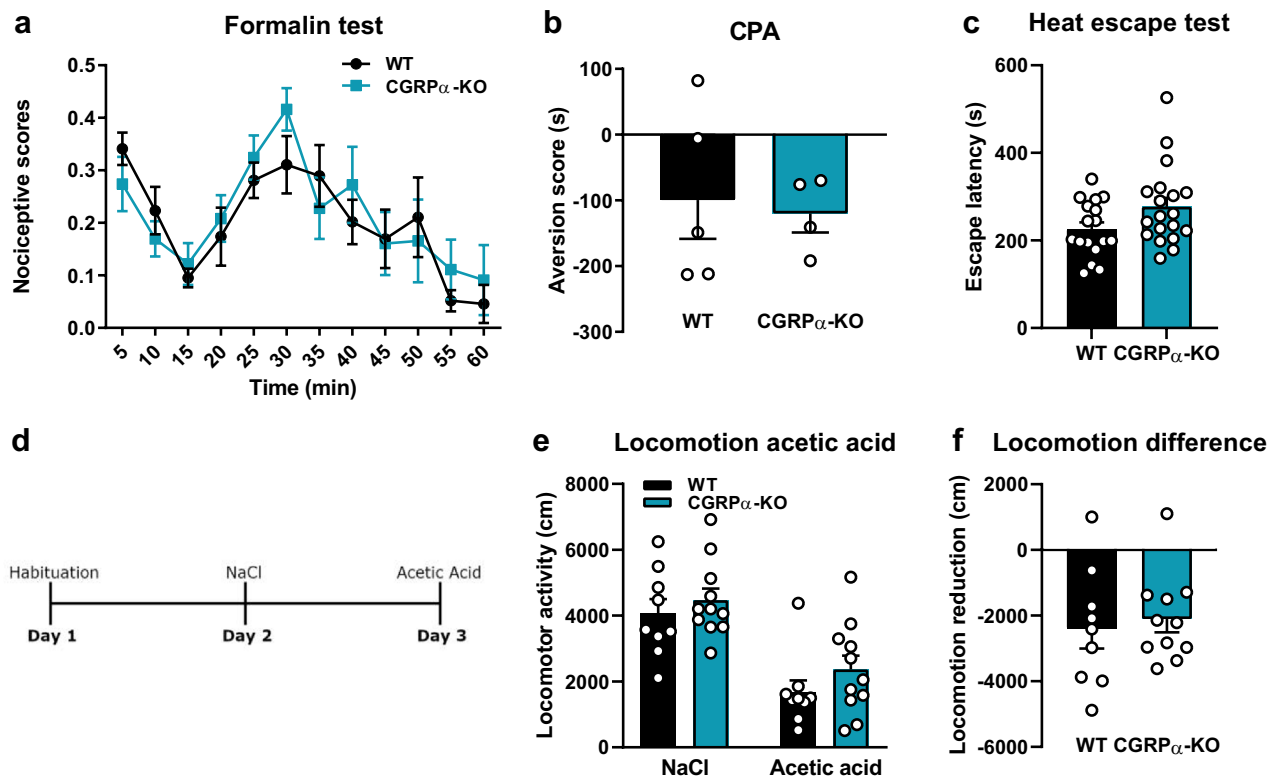 a
Formalin test
WT
CGRPα-KO
Nociceptive scores
0.5
0.4
0.3
0.2
0.1
0.0
5 10 15 20 25 30 35 40 45 50 55 60
Time (min)
b
CPA
Aversion score (s)
100
0
-100
-200
-300
WT CGRPα-KO
c
Heat escape test
Escape latency (s)
600
400
200
0
WT CGRPα-KO
d
Habituation NaCl Acetic Acid
Day 1 Day 2 Day 3
e
Locomotion acetic acid
WT
CGRPα-KO
Locomotor activity (cm)
8000
6000
4000
2000
0
NaCl Acetic acid
f
Locomotion difference
Locomotion reduction (cm)
2000
0
-2000
-4000
-6000
WT CGRPα-KO